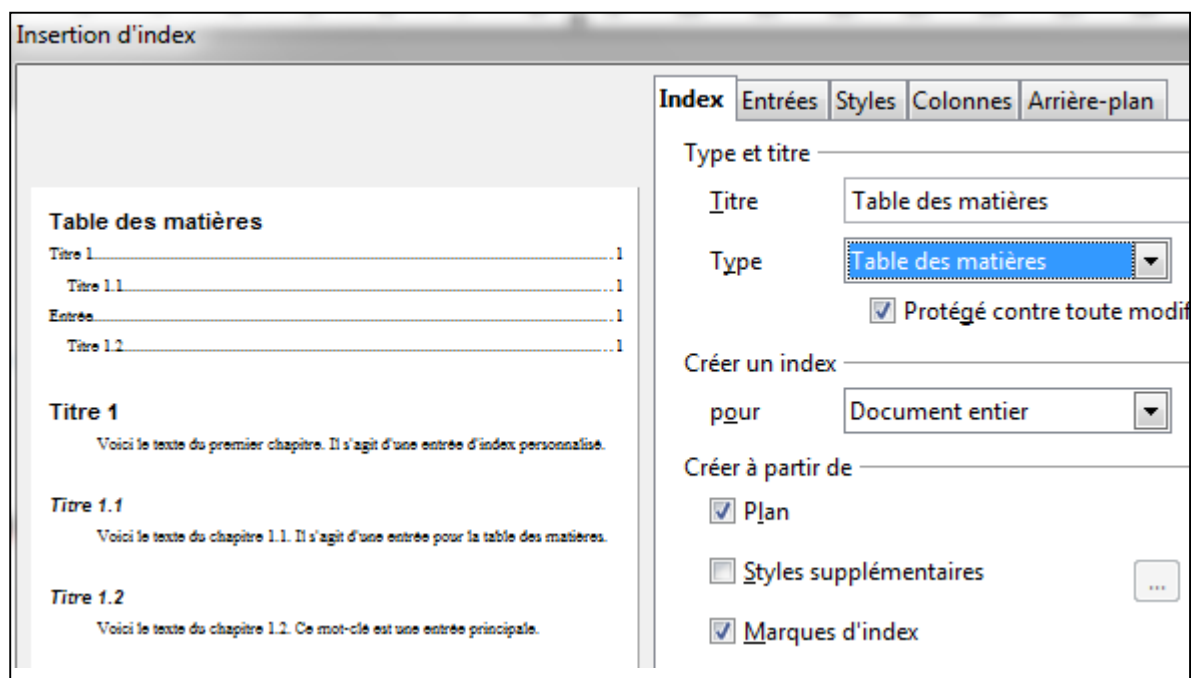 Insertion d'index
Table des matières
Titre 1 1
Titre 1.1 1
Entrée 1
Titre 1.2 1
Titre 1
Voici le texte du premier chapitre. Il s'agit d'une entrée d'index personnalisé.
Titre 1.1
Voici le texte du chapitre 1.1. Il s'agit d'une entrée pour la table des matières.
Titre 1.2
Voici le texte du chapitre 1.2. Ce mot-clé est une entrée principale.
Index Entrées Styles Colonnes Arrière-plan
Type et titre
Titre Table des matières
Type Table des matières
Protégé contre toute modif
Créer un index
pour Document entier
Créer à partir de
Plan
Styles supplémentaires ...
Marques d'index